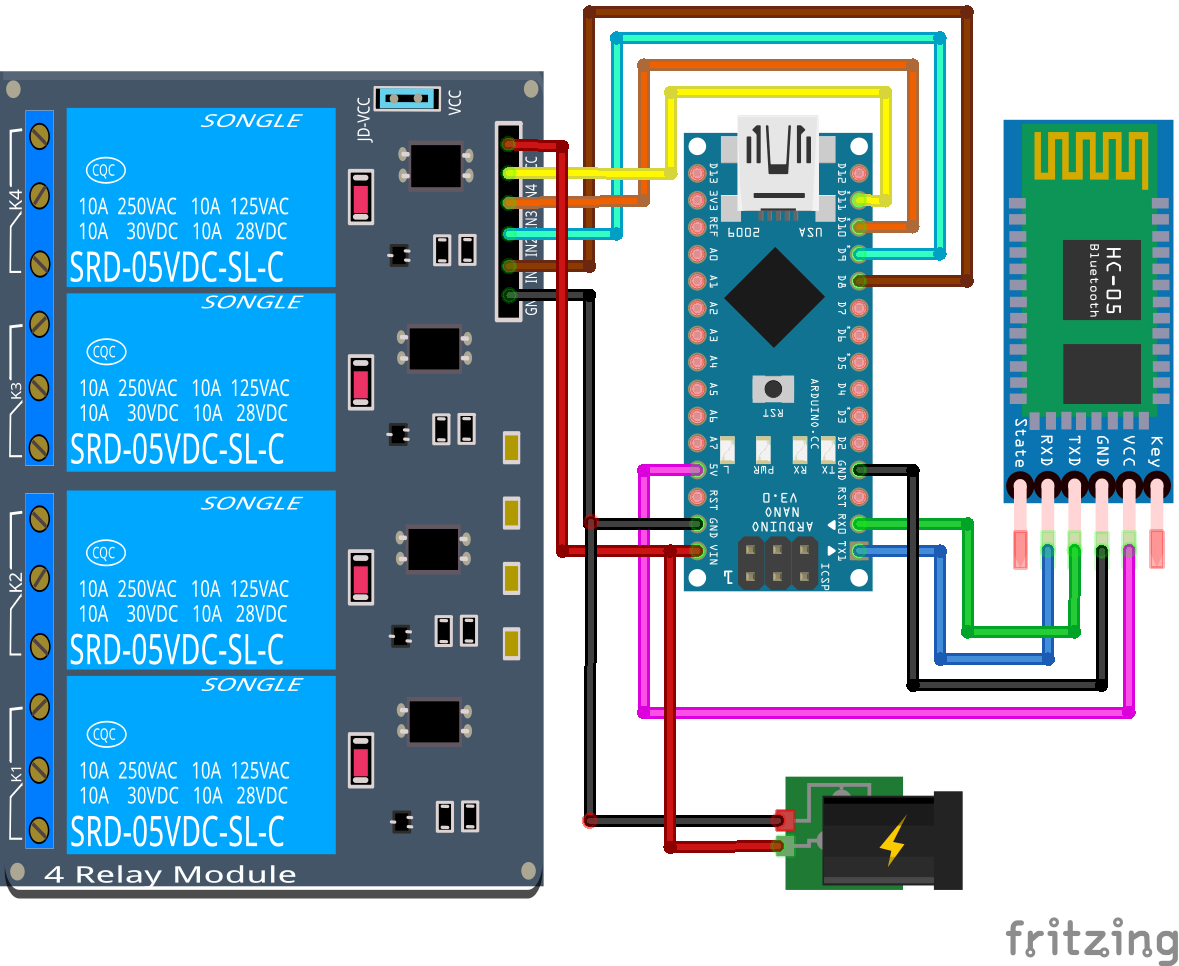 JD-VCC
VCC
K4
SONGLE
CQC
10A 250VAC 10A 125VAC
10A 30VDC 10A 28VDC
SRD-05VDC-SL-C
K3
SONGLE
CQC
10A 250VAC 10A 125VAC
10A 30VDC 10A 28VDC
SRD-05VDC-SL-C
K2
SONGLE
CQC
10A 250VAC 10A 125VAC
10A 30VDC 10A 28VDC
SRD-05VDC-SL-C
K1
SONGLE
CQC
10A 250VAC 10A 125VAC
10A 30VDC 10A 28VDC
SRD-05VDC-SL-C
4 Relay Module
IN3
IN2
D13
3V3
REF
A0
A1
A2
A3
A4
A5
A6
A7
5V
RST
GND
VIN
D12
D11
D10
D9
D8
D7
D6
D5
D4
D3
D2
GND
RST
RX0
TX1
USA
2009
RST
ARDUINO.CC
L
PWR
RX
TX
ARDUINO
NANO
V3.0
ICSP
1
HC-05
Bluetooth
State
RXD
TXD
GND
VCC
Key
fritzing